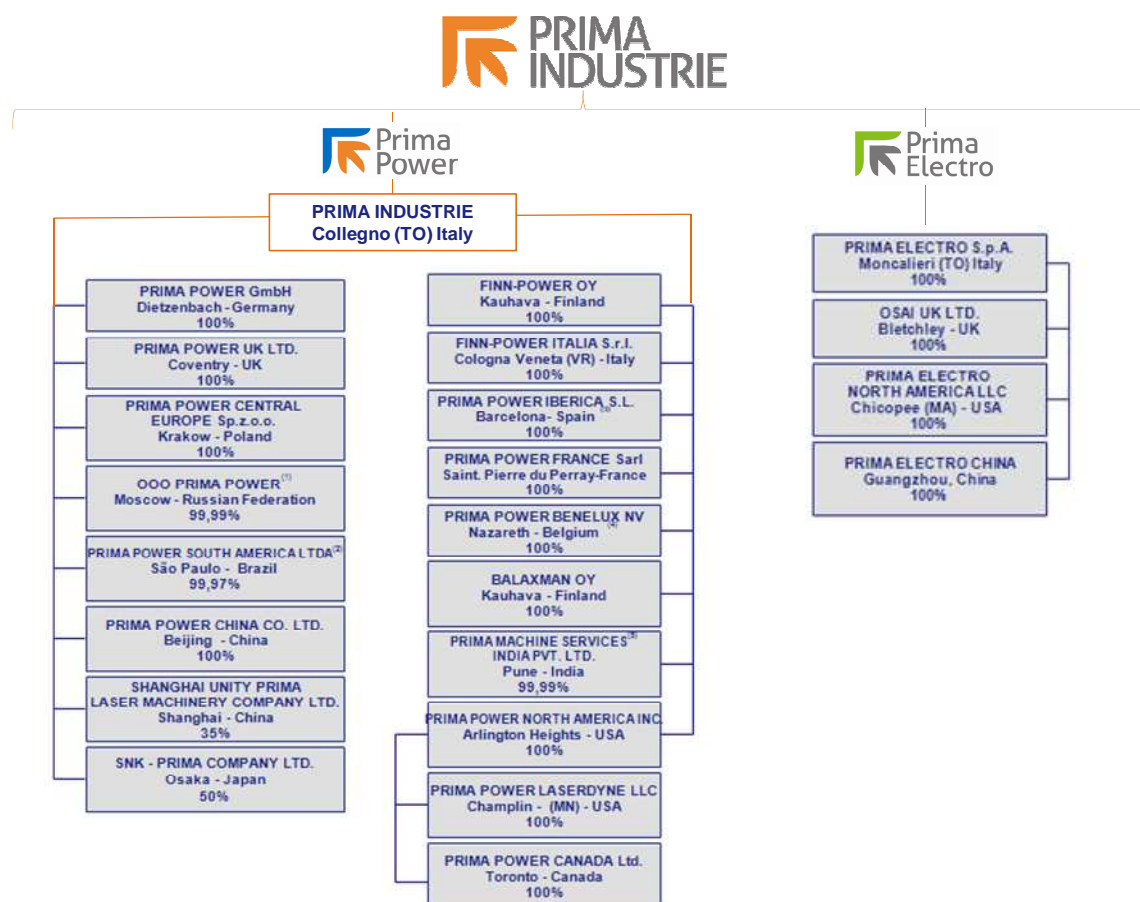 PRIMA
INDUSTRIE
Prima
Power
Prima
Electro
PRIMA INDUSTRIE
Collegno (TO) Italy
PRIMA POWER GmbH
Dietzenbach - Germany
100%
PRIMA POWER UK LTD.
Coventry - UK
100%
PRIMA POWER CENTRAL
EUROPE Sp.z.o.o.
Krakow - Poland
100%
OOO PRIMA POWER(1)
Moscow - Russian Federation
99,99%
PRIMA POWER SOUTH AMERICA LTDA(2)
São Paulo - Brazil
99,97%
PRIMA POWER CHINA CO. LTD.
Beijing - China
100%
SHANGHAI UNITY PRIMA
LASER MACHINERY COMPANY LTD.
Shanghai - China
35%
SNK - PRIMA COMPANY LTD.
Osaka - Japan
50%
FINN-POWER OY
Kauhava - Finland
100%
FINN-POWER ITALIA S.r.l.
Cologna Veneta (VR) - Italy
100%
PRIMA POWER IBERICA S.L.
Barcelona- Spain
100%
PRIMA POWER FRANCE Sarl
Saint. Pierre du Perray-France
100%
PRIMA POWER BENELUX NV
Nazareth - Belgium (4)
100%
BALAXMAN OY
Kauhava - Finland
100%
PRIMA MACHINE SERVICES
INDIA PVT. LTD.
Pune - India
99,99%
PRIMA POWER NORTH AMERICA INC.
Arlington Heights - USA
100%
PRIMA POWER LASERDYNE LLC
Champlin - (MN) - USA
100%
PRIMA POWER CANADA Ltd.
Toronto - Canada
100%
PRIMA ELECTRO S.p.A.
Moncalieri (TO) Italy
100%
OSAI UK LTD.
Bletchley - UK
100%
PRIMA ELECTRO
NORTH AMERICA LLC
Chicopee (MA) - USA
100%
PRIMA ELECTRO CHINA
Guangzhou, China
100%